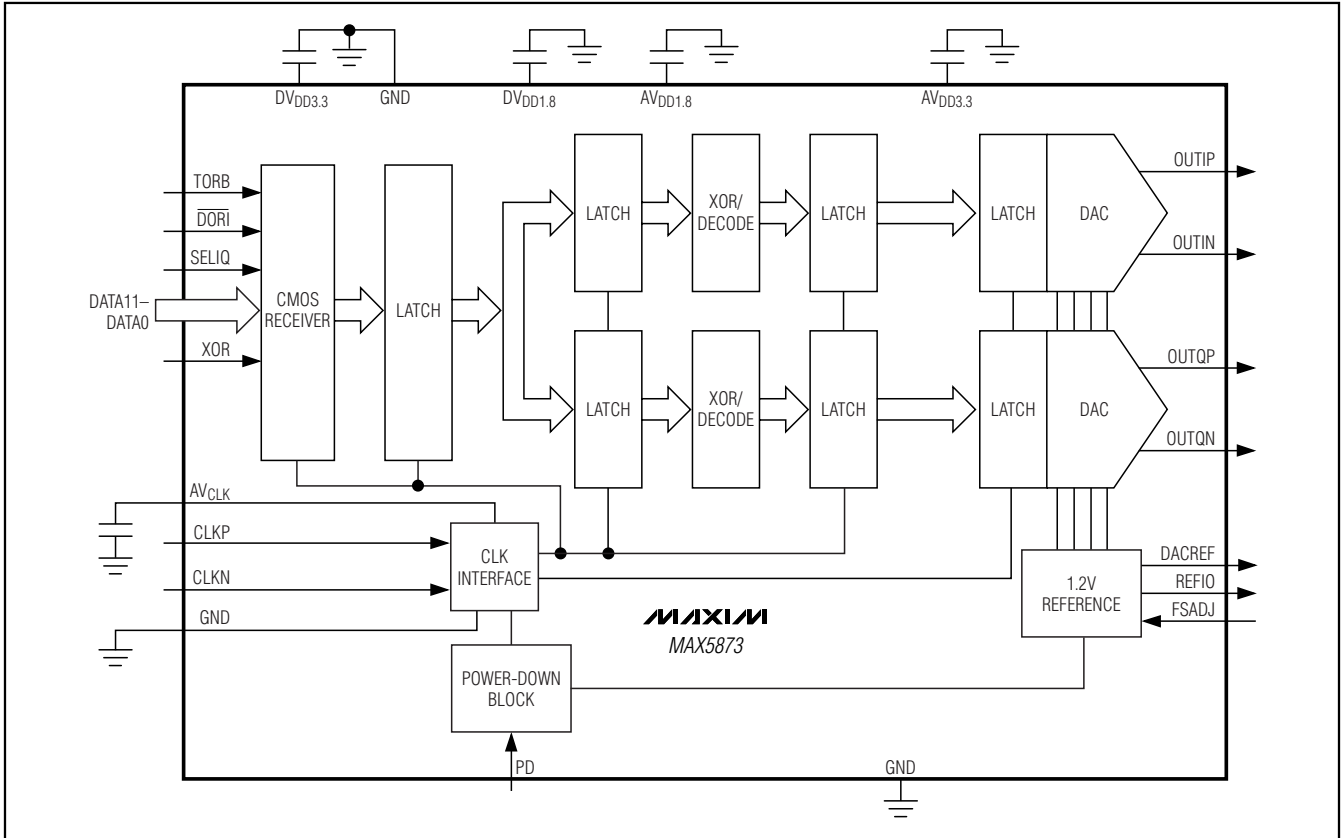 DVDD3.3
GND
DVDD1.8
AVDD1.8
AVDD3.3
TORB
DORI
SELIQ
DATA11–
DATA0
XOR
CMOS
RECEIVER
LATCH
LATCH
XOR/
DECODE
LATCH
LATCH
DAC
OUTIP
OUTIN
LATCH
XOR/
DECODE
LATCH
LATCH
DAC
OUTQP
OUTQN
AVCLK
CLKP
CLKN
GND
CLK
INTERFACE
MAXIM
MAX5873
1.2V
REFERENCE
DACREF
REFIO
FSADJ
POWER-DOWN
BLOCK
PD
GND